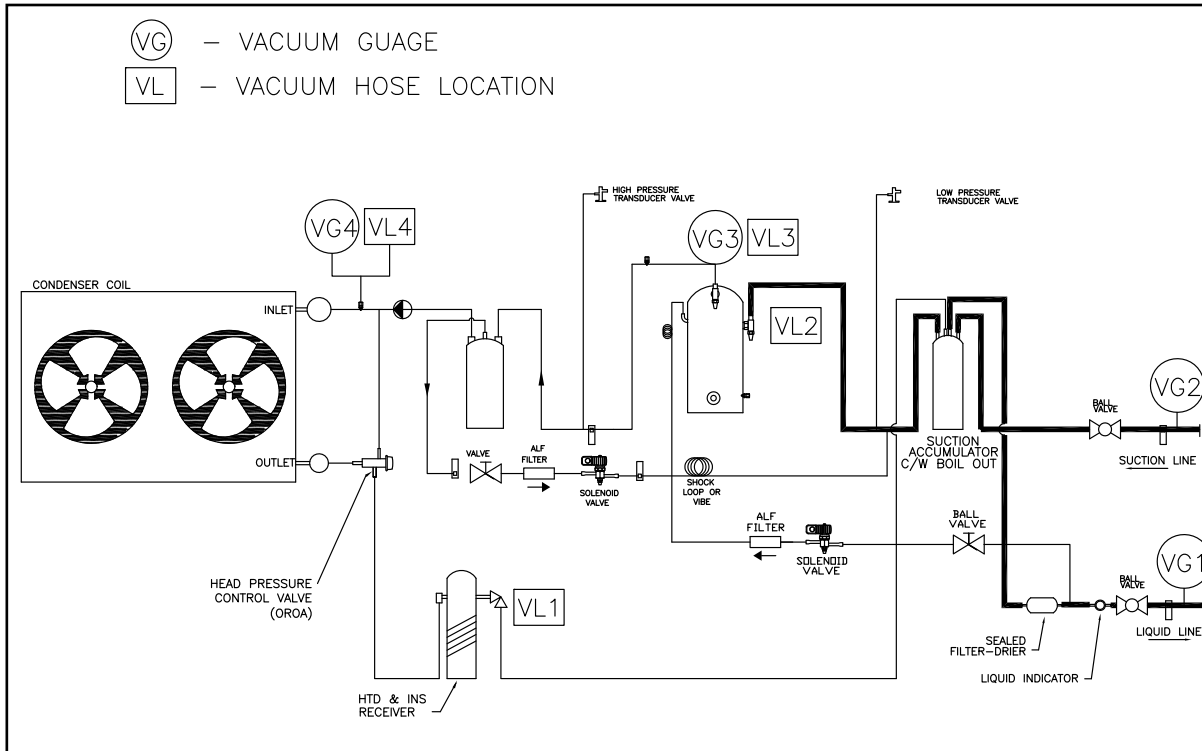 VG – VACUUM GUAGE
VL – VACUUM HOSE LOCATION
HIGH PRESSURE
TRANSDUCER VALVE
LOW PRESSURE
TRANSDUCER VALVE
VG4
VL4
VG3
VL3
CONDENSER COIL
INLET
VL2
VG2
BALL
VALVE
SUCTION
ACCUMULATOR
C/W BOIL OUT
SUCTION LINE
OUTLET
VALVE
ALF
FILTER
SOLENOID
VALVE
SHOCK
LOOP OR
VIBE
ALF
FILTER
SOLENOID
VALVE
BALL
VALVE
VG1
HEAD PRESSURE
CONTROL VALVE
(OROA)
VL1
BALL
VALVE
LIQUID LINE
SEALED
FILTER–DRIER
LIQUID INDICATOR
HTD & INS
RECEIVER